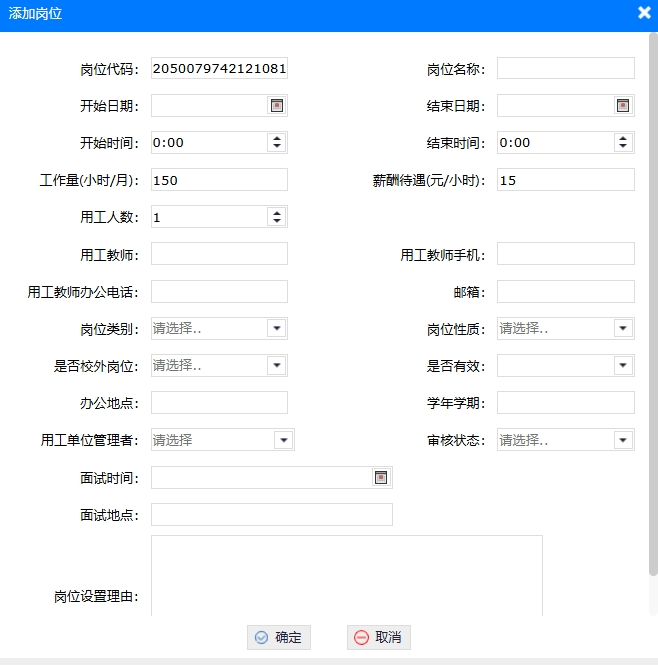 添加岗位
岗位代码： 2050079742121081 岗位名称：
开始日期： 结束日期：
开始时间： 0:00 结束时间： 0:00
工作量(小时/月)： 150 薪酬待遇(元/小时)： 15
用工人数： 1
用工教师： 用工教师手机：
用工教师办公电话： 邮箱：
岗位类别： 请选择.. 岗位性质： 请选择..
是否校外岗位： 请选择.. 是否有效：
办公地点： 学年学期：
用工单位管理者： 请选择 审核状态： 请选择..
面试时间：
面试地点：
岗位设置理由：
确定 取消